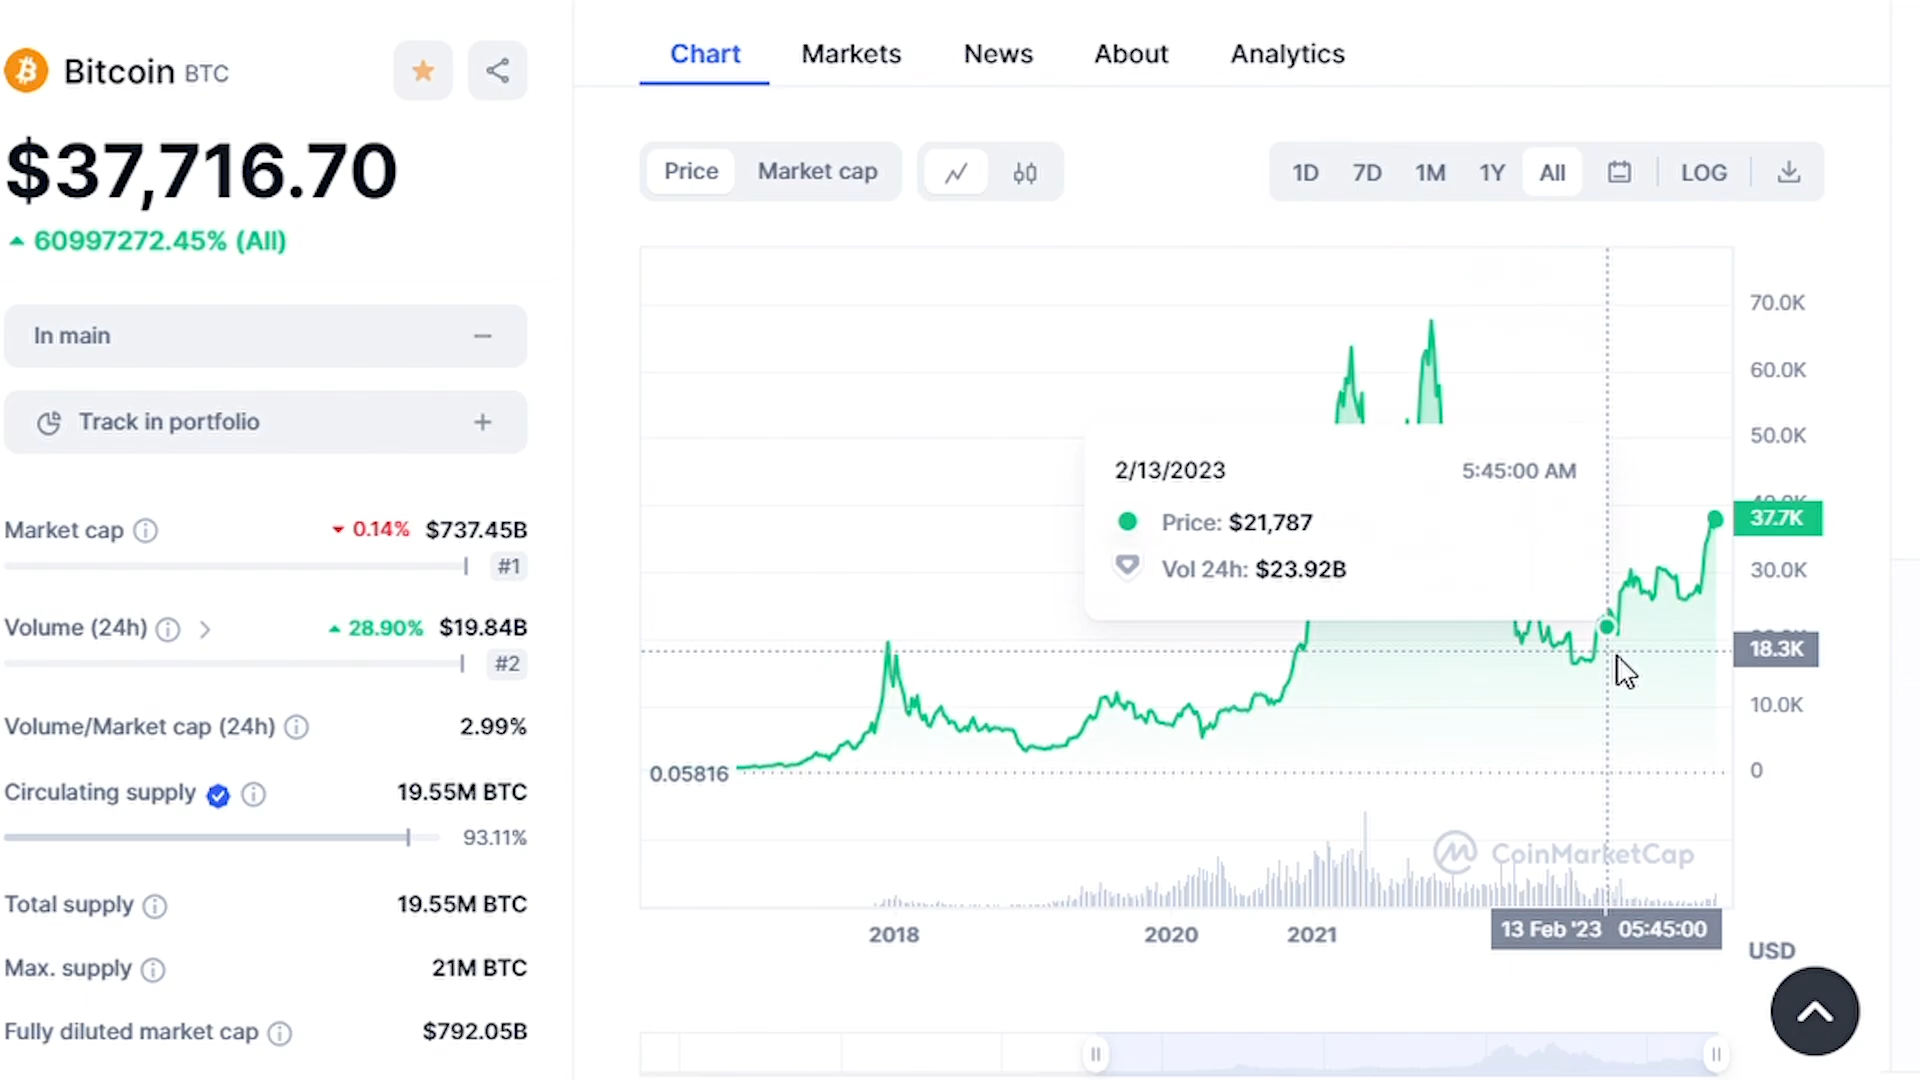 Bitcoin BTC
$37,716.70
60997272.45% (All)
In main
Track in portfolio
Market cap 0.14% $737.45B
#1
Volume (24h) 28.90% $19.84B
#2
Volume/Market cap (24h) 2.99%
Circulating supply 19.55M BTC
93.11%
Total supply 19.55M BTC
Max. supply 21M BTC
Fully diluted market cap $792.05B
Chart Markets News About Analytics
Price Market cap 1D 7D 1M 1Y All LOG
70.0K
60.0K
50.0K
2/13/2023 5:45:00 AM
Price: $21,787
Vol 24h: $23.92B
37.7K
30.0K
18.3K
10.0K
0.05816
0
CoinMarketCap
2018 2020 2021 13 Feb '23 05:45:00
USD